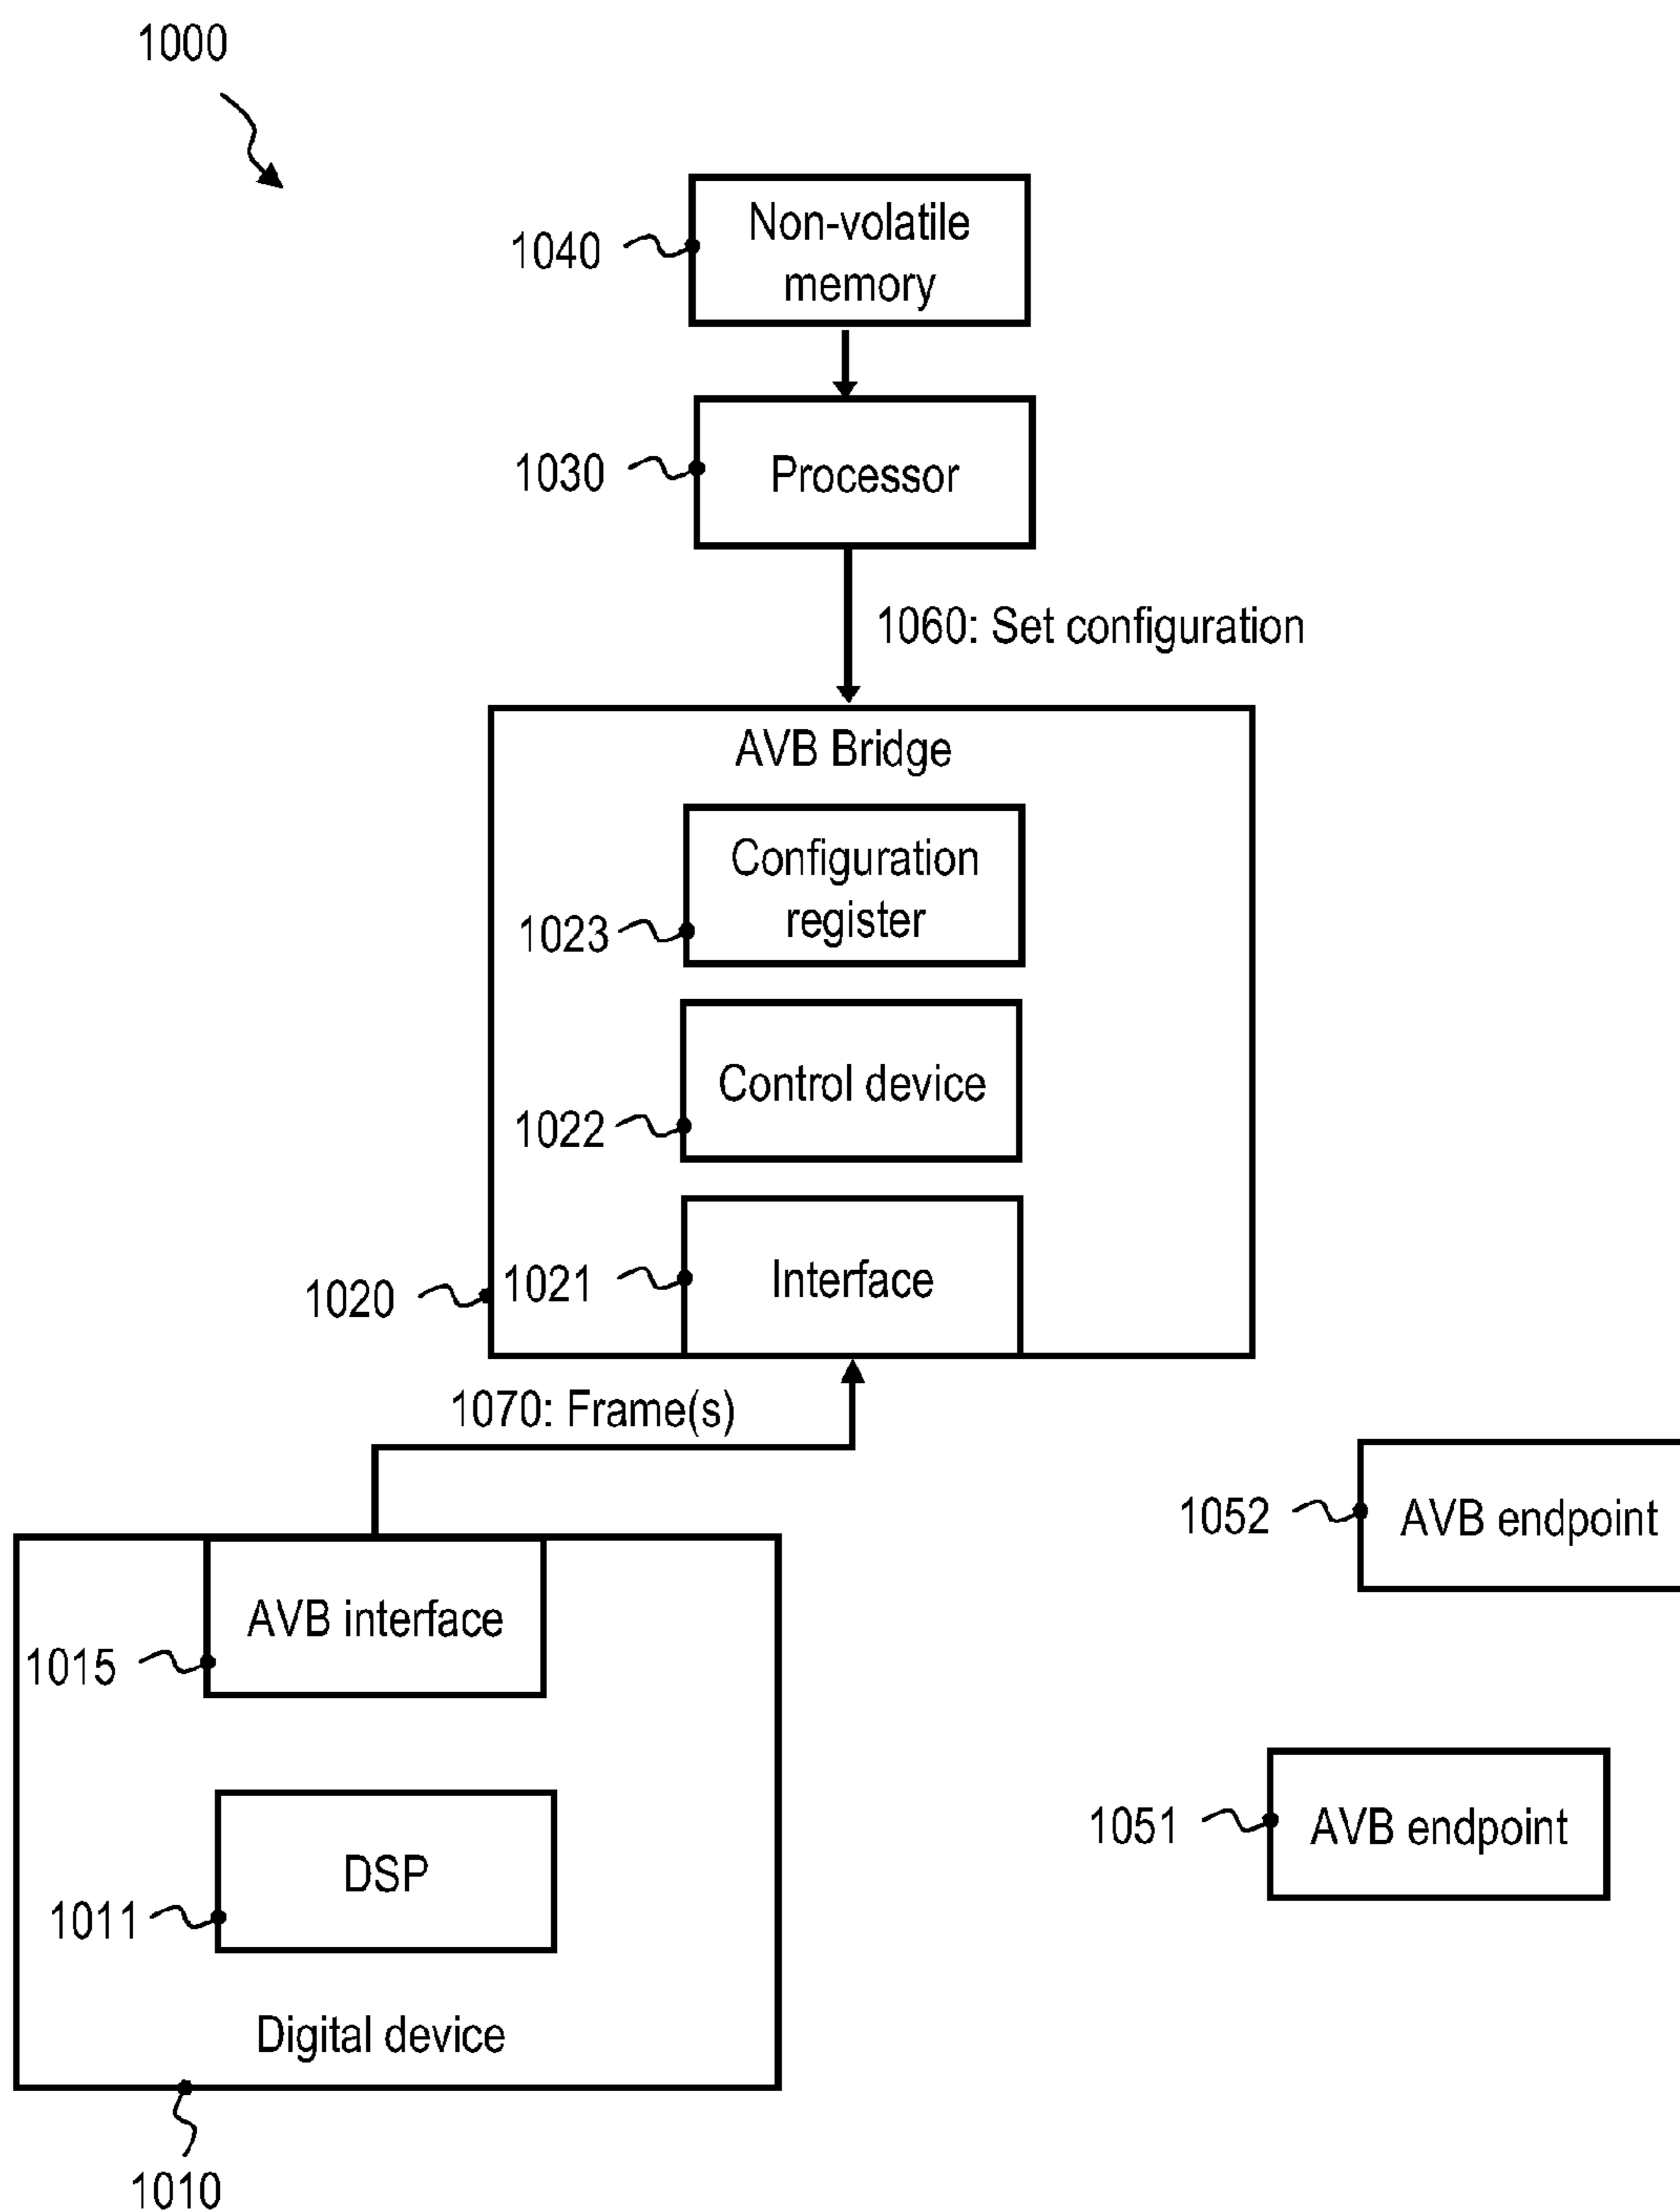 1000
Non-volatile
memory
1040
Processor
1030
1060: Set configuration
AVB Bridge
Configuration
register
1023
Control device
1022
Interface
1021
1020
1070: Frame(s)
AVB endpoint
1052
AVB interface
1015
AVB endpoint
1051
DSP
1011
Digital device
1010